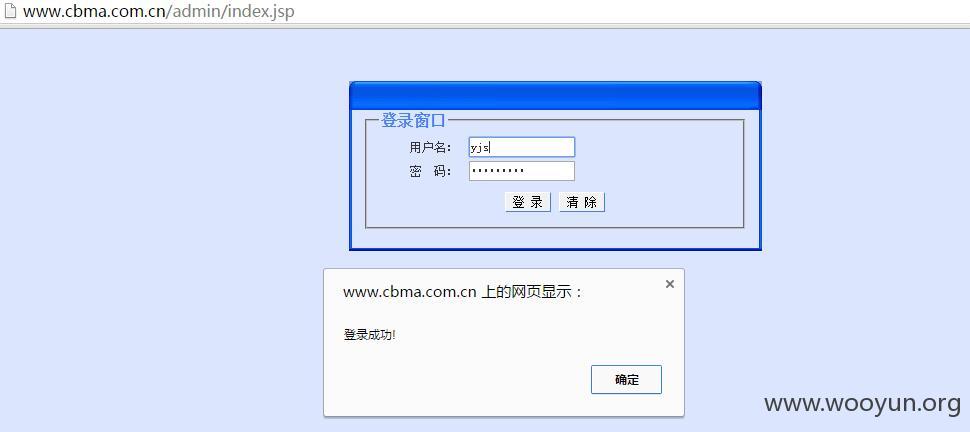 www.cbma.com.cn/admin/index.jsp
登录窗口
用户名： yjs
密 码： •••••••••
登 录 清 除
www.cbma.com.cn 上的网页显示：
×
登录成功!
确定
www.wooyun.org